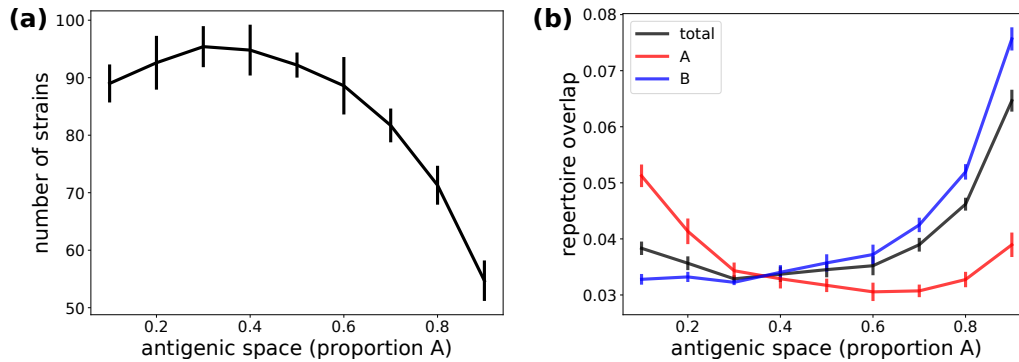 (a)
number of strains
100
90
80
70
60
50
0.2
0.4
0.6
0.8
antigenic space (proportion A)
(b)
repertoire overlap
0.08
0.07
0.06
0.05
0.04
0.03
total
A
B
0.2
0.4
0.6
0.8
antigenic space (proportion A)